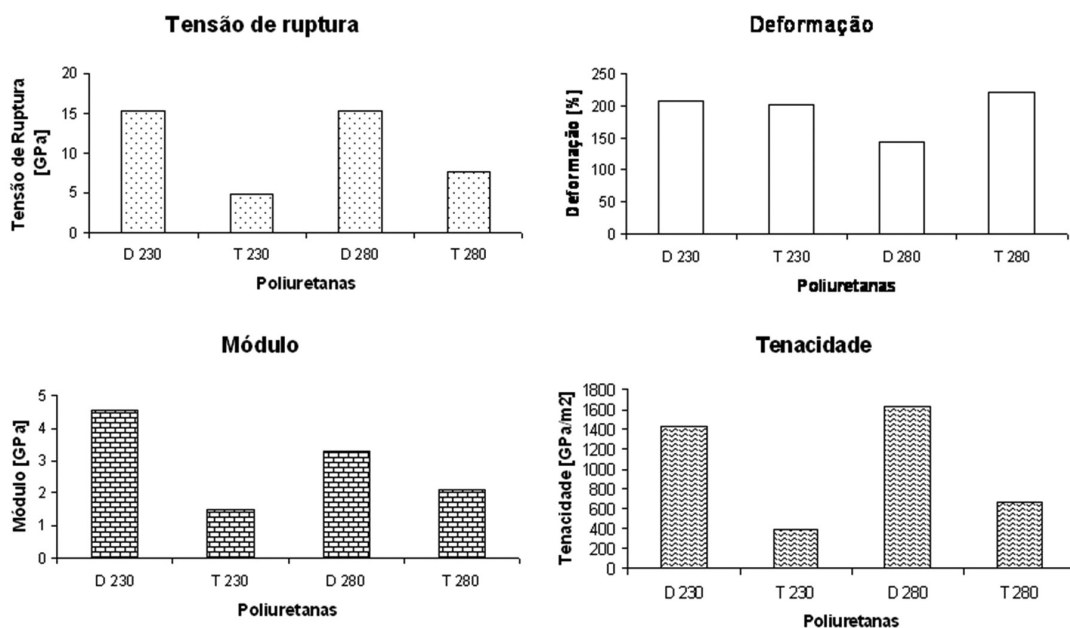 Tensão de ruptura
Tensão de Ruptura
[GPa]
20
15
10
5
0
D 230
T 230
D 280
T 280
Poliuretanas
Deformação
Deformação [%]
250
200
150
100
50
0
D 230
T 230
D 280
T 280
Poliuretanas
Módulo
Módulo [GPa]
5
4
3
2
1
0
D 230
T 230
D 280
T 280
Poliuretanas
Tenacidade
Tenacidade [GPa/m2]
1800
1600
1400
1200
1000
800
600
400
200
0
D 230
T 230
D 280
T 280
Poliuretanas